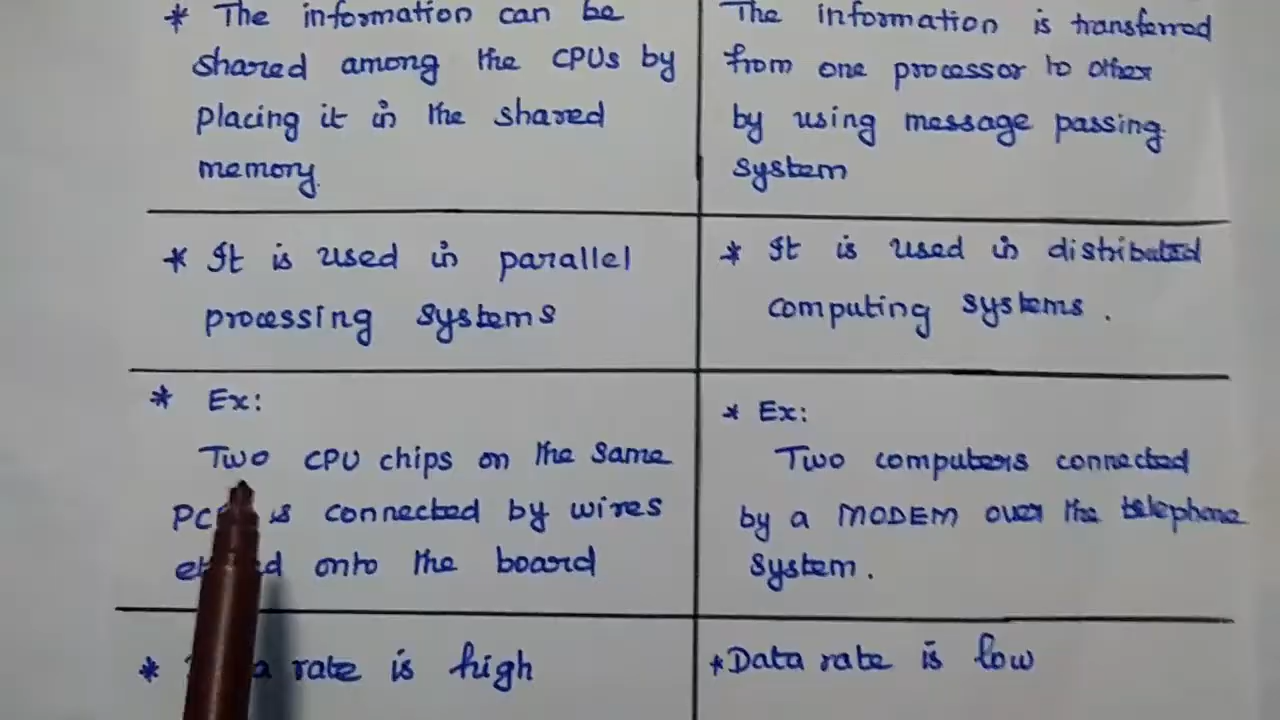 * The information can be
shared among the CPUs by
placing it in the shared
memory.
The information is transferred
from one processor to other
by using message passing
system
* It is used in parallel
processing systems
* It is used in distributed
computing systems.
* Ex:
Two CPU chips on the same
is connected by wires
onto the board
* Ex:
Two computers connected
by a MODEM over the telephone
system.
* rate is high
* Data rate is low